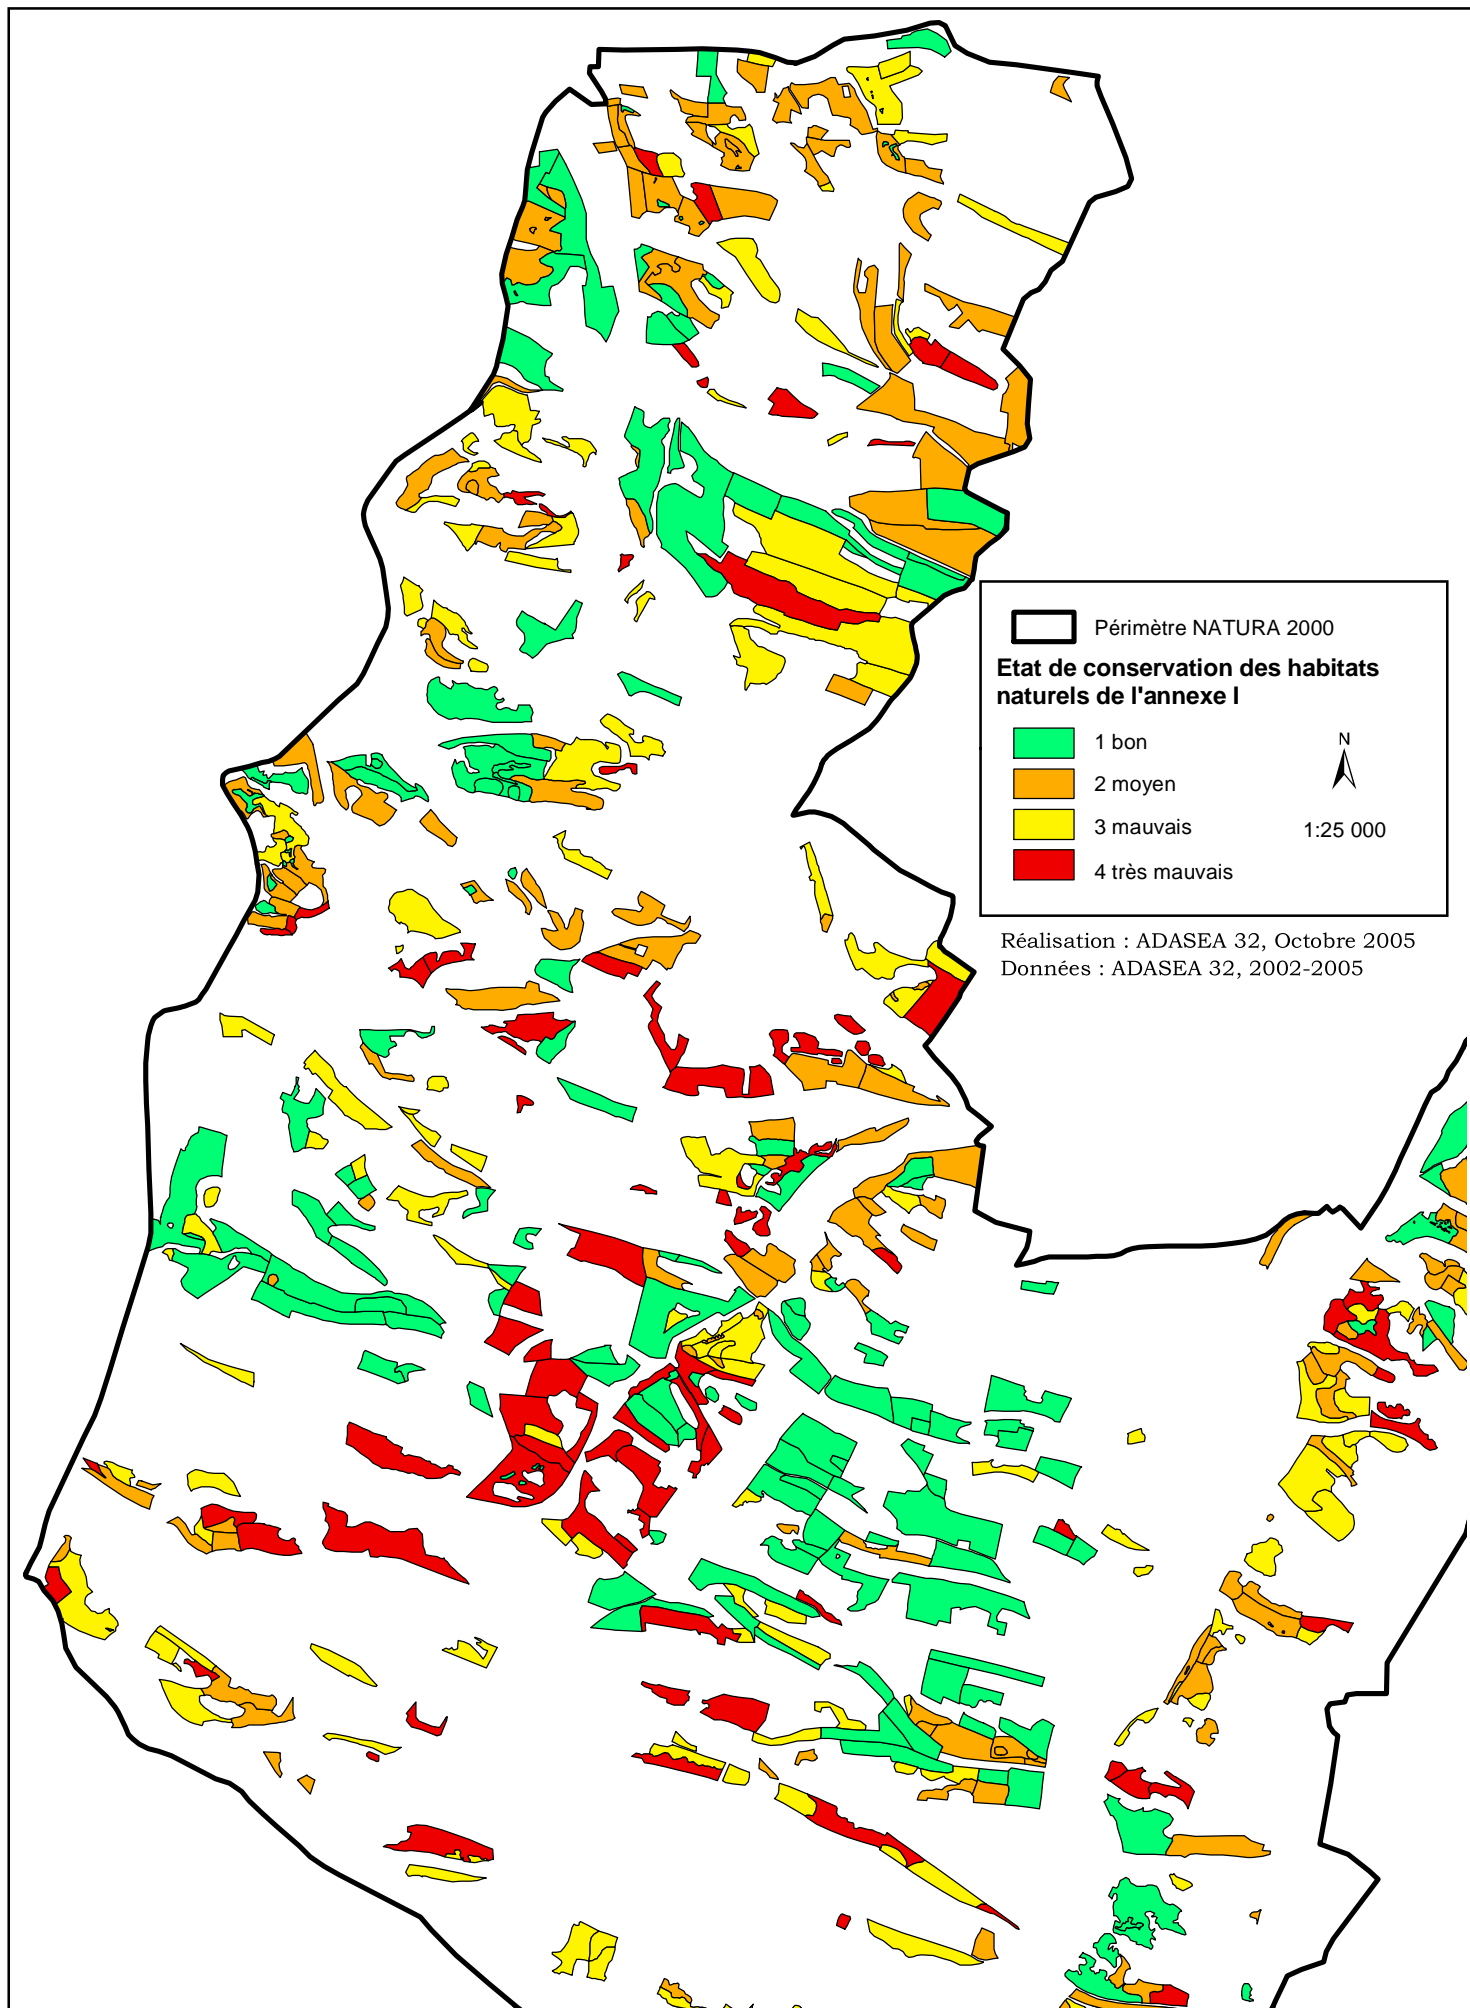 Périmètre NATURA 2000
Etat de conservation des habitats
naturels de l'annexe I
1 bon
2 moyen
3 mauvais
4 très mauvais
N
1:25 000
Réalisation : ADASEA 32, Octobre 2005
Données : ADASEA 32, 2002-2005